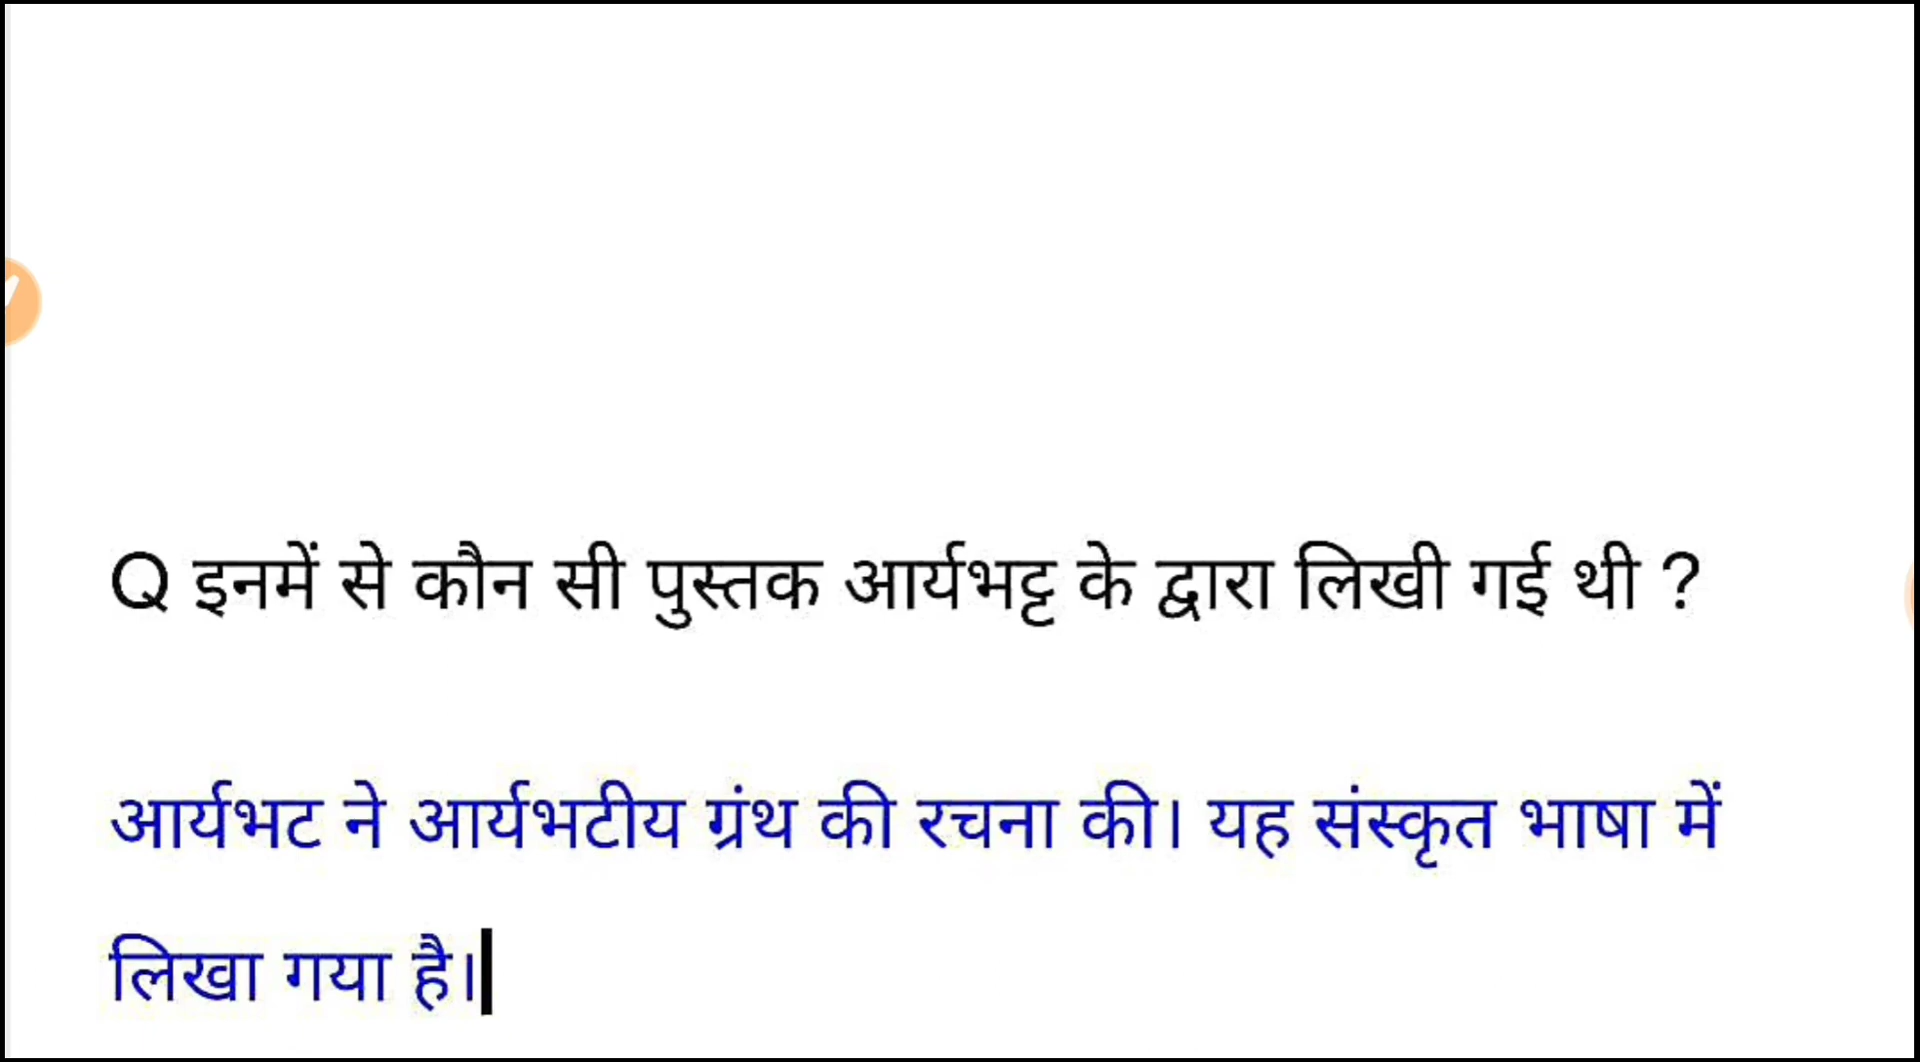 Q इनमें से कौन सी पुस्तक आर्यभट्ट के द्वारा लिखी गई थी ?
आर्यभट ने आर्यभटीय ग्रंथ की रचना की। यह संस्कृत भाषा में
लिखा गया है।